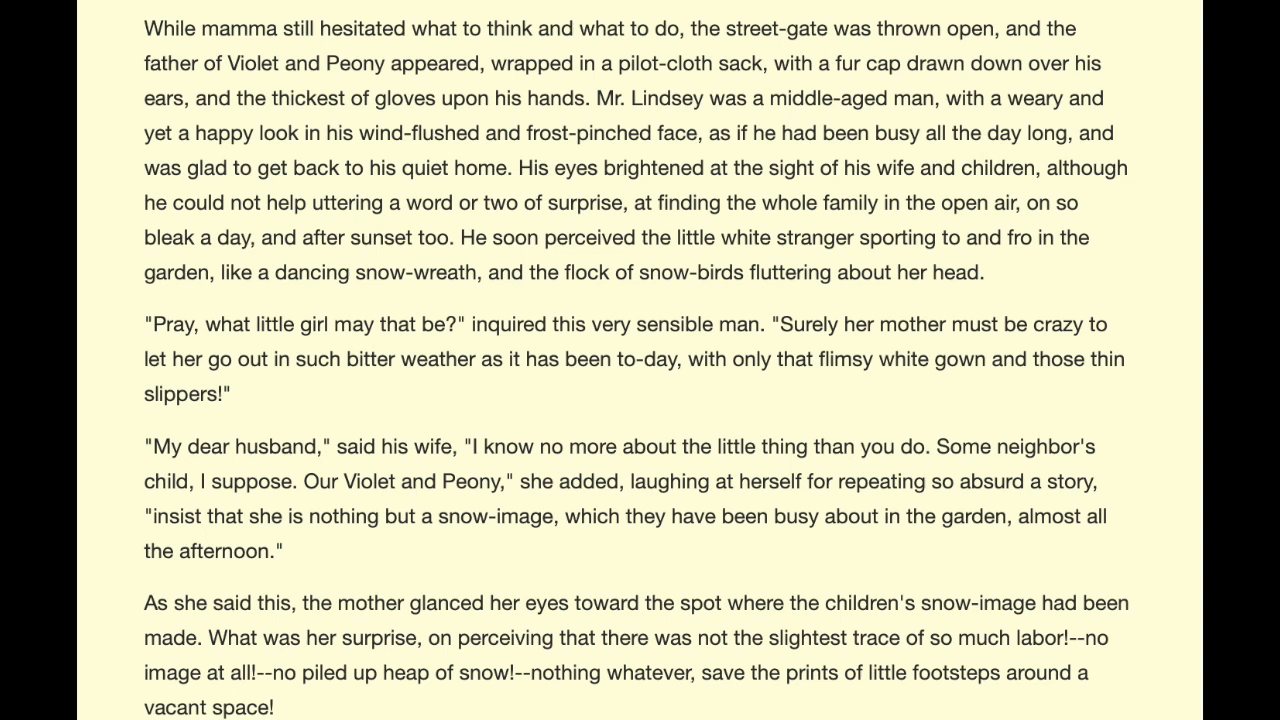 While mamma still hesitated what to think and what to do, the street-gate was thrown open, and the
father of Violet and Peony appeared, wrapped in a pilot-cloth sack, with a fur cap drawn down over his
ears, and the thickest of gloves upon his hands. Mr. Lindsey was a middle-aged man, with a weary and
yet a happy look in his wind-flushed and frost-pinched face, as if he had been busy all the day long, and
was glad to get back to his quiet home. His eyes brightened at the sight of his wife and children, although
he could not help uttering a word or two of surprise, at finding the whole family in the open air, on so
bleak a day, and after sunset too. He soon perceived the little white stranger sporting to and fro in the
garden, like a dancing snow-wreath, and the flock of snow-birds fluttering about her head.
"Pray, what little girl may that be?" inquired this very sensible man. "Surely her mother must be crazy to
let her go out in such bitter weather as it has been to-day, with only that flimsy white gown and those thin
slippers!"
"My dear husband," said his wife, "I know no more about the little thing than you do. Some neighbor's
child, I suppose. Our Violet and Peony," she added, laughing at herself for repeating so absurd a story,
"insist that she is nothing but a snow-image, which they have been busy about in the garden, almost all
the afternoon."
As she said this, the mother glanced her eyes toward the spot where the children's snow-image had been
made. What was her surprise, on perceiving that there was not the slightest trace of so much labor!--no
image at all!--no piled up heap of snow!--nothing whatever, save the prints of little footsteps around a
vacant space!